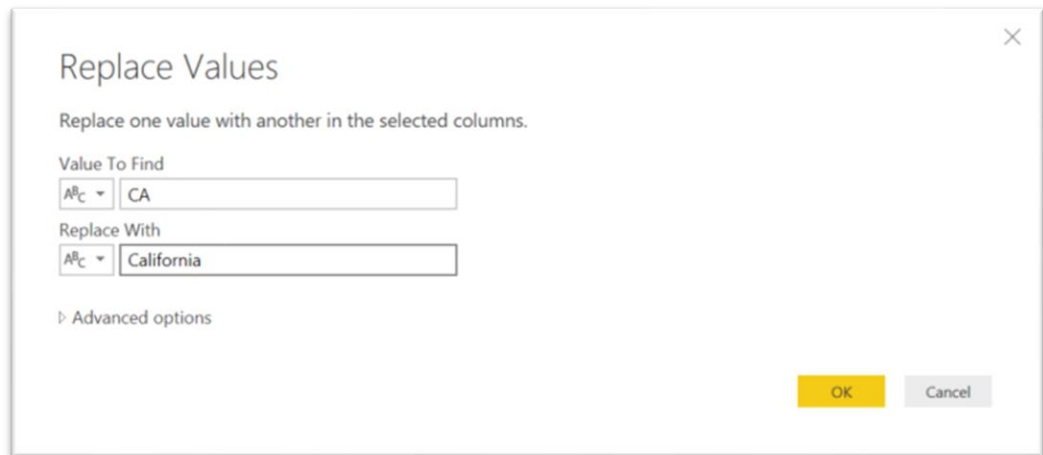 Replace Values
Replace one value with another in the selected columns.
Value To Find
ABC CA
Replace With
ABC California
Advanced options
OK Cancel